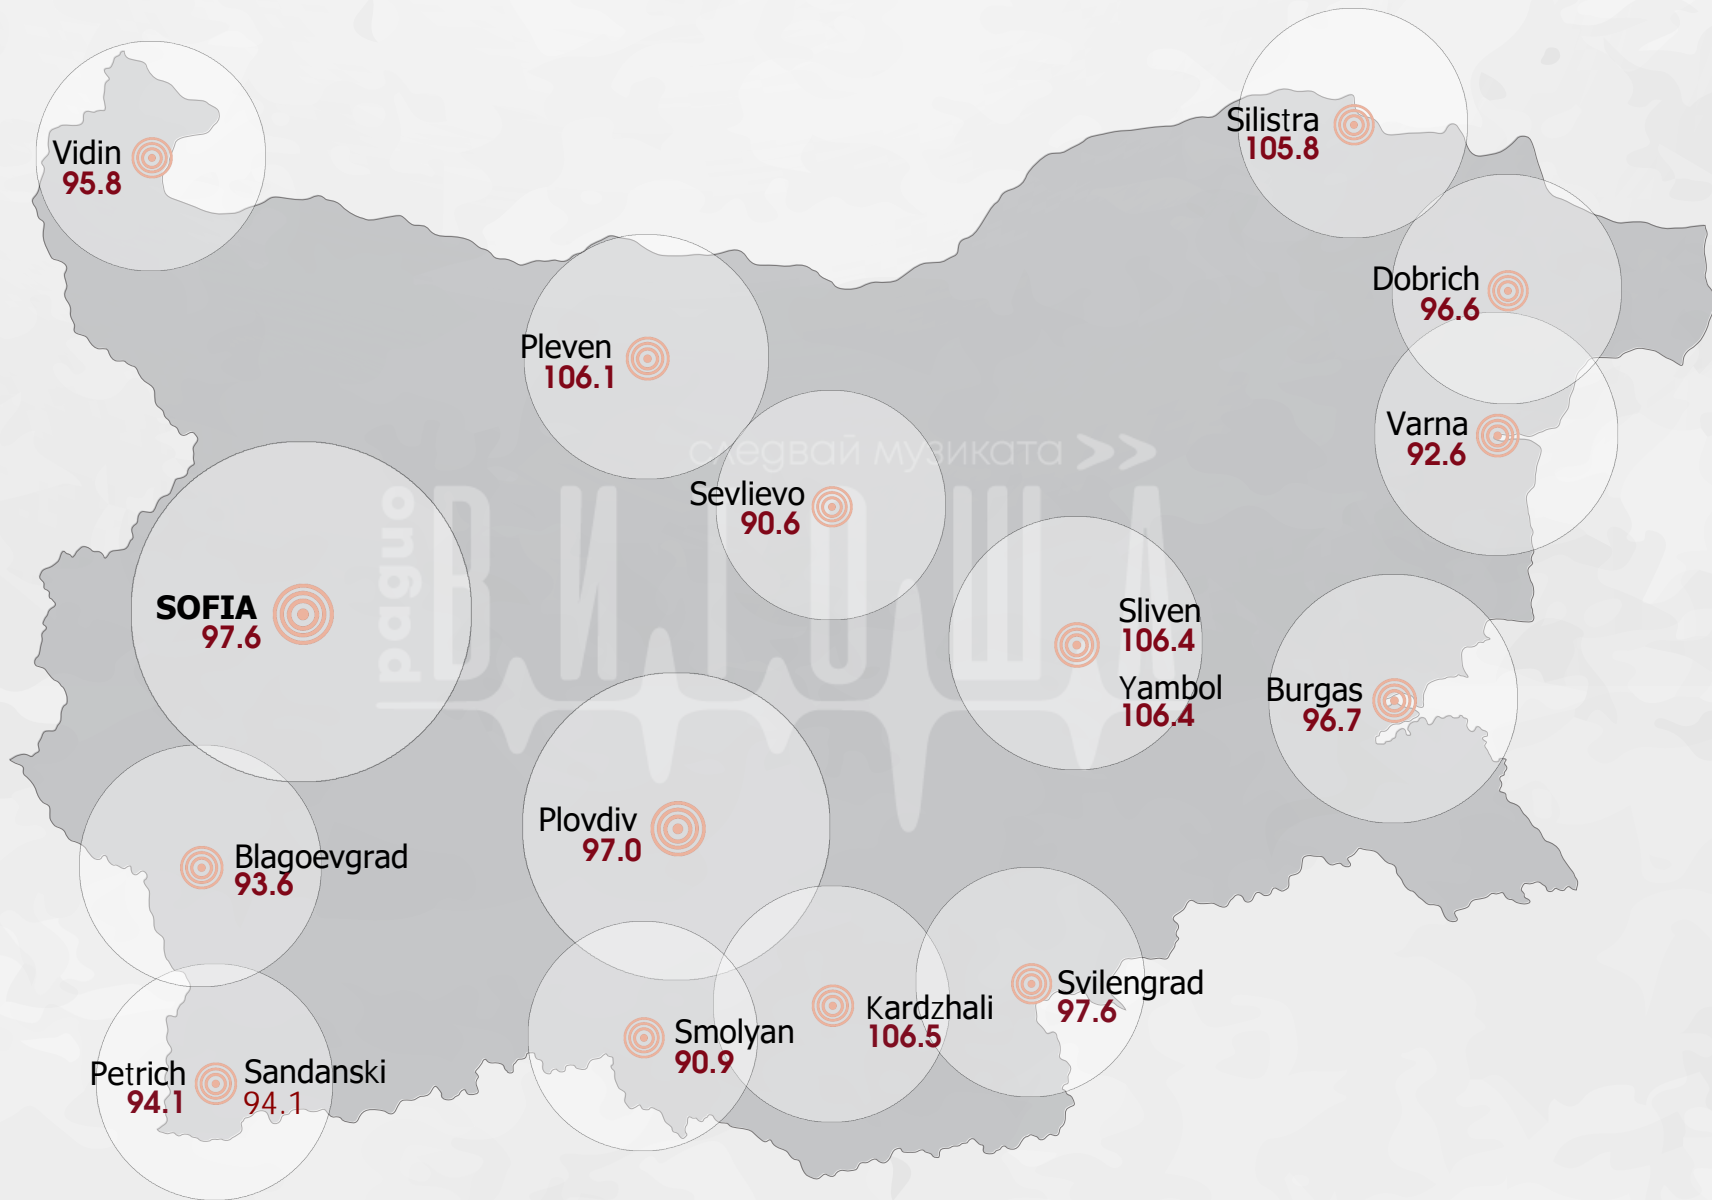 Silistra
105.8
Vidin
95.8
Dobrich
96.6
Pleven
106.1
Varna
92.6
следвай музиката >>
Sevlievo
90.6
радио
ВИТОША
SOFIA
97.6
Sliven
106.4
Yambol
106.4
Burgas
96.7
Plovdiv
97.0
Blagoevgrad
93.6
Svilengrad
97.6
Kardzhali
106.5
Smolyan
90.9
Petrich
94.1
Sandanski
94.1